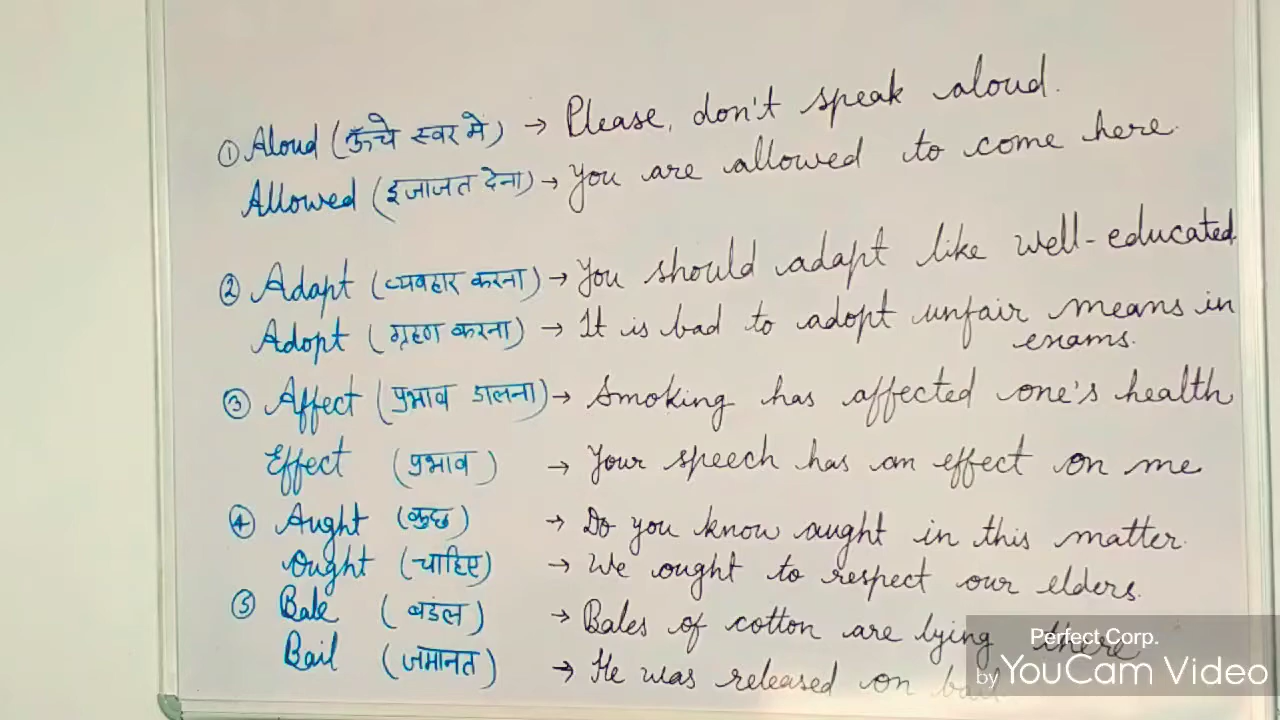 ① Aloud (ऊँचे स्वर मे) → Please, don't speak aloud.
Allowed (इजाजत देना) → You are allowed to come here.
② Adapt (व्यवहार करना) → You should adapt like well-educated.
Adopt (ग्रहण करना) → It is bad to adopt unfair means in
exams.
③ Affect (प्रभाव डालना) → Smoking has affected one's health
Effect (प्रभाव) → Your speech has an effect on me
④ Aught (कुछ) → Do you know aught in this matter.
Ought (चाहिए) → We ought to respect our elders.
⑤ Bale (बडंल) → Bales of cotton are lying there
Bail (जमानत) → He was released on bail
Perfect Corp.
by YouCam Video